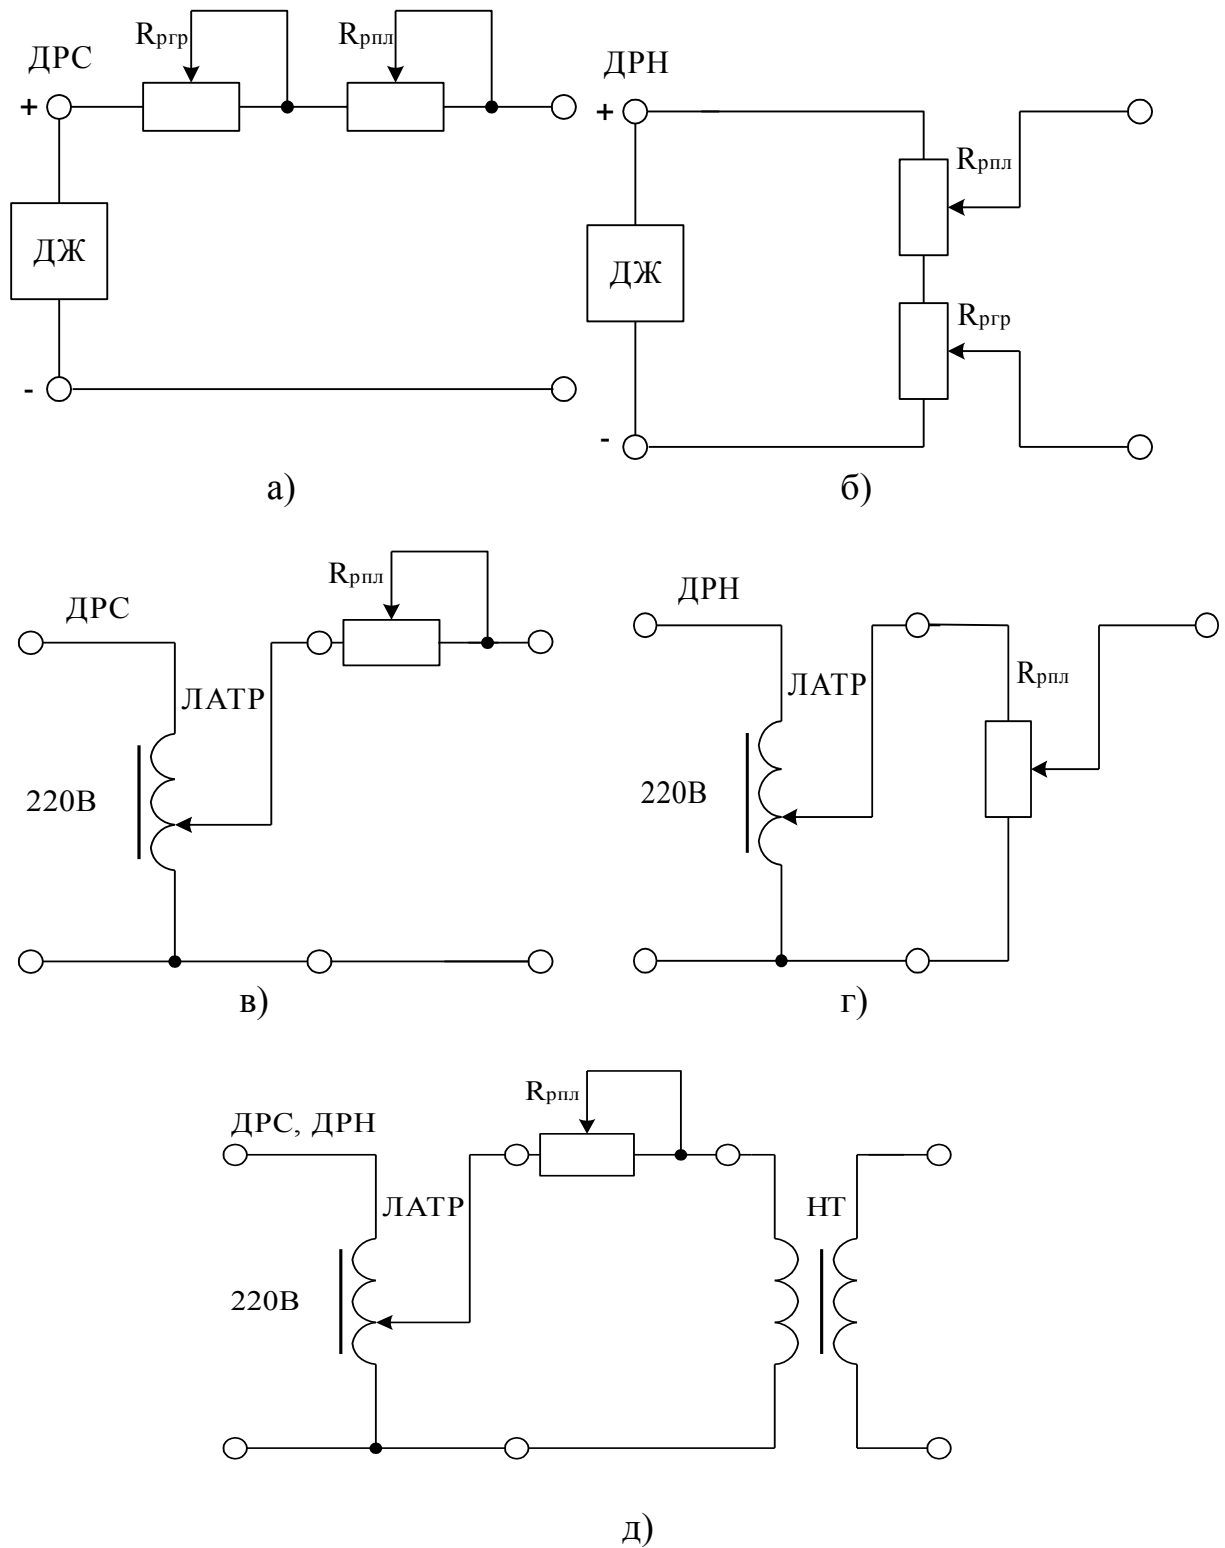 ДРС
Rргр
Rрпл
+
ДЖ
-
а)
ДРН
+
Rрпл
ДЖ
Rргр
-
б)
ДРС
Rрпл
ЛАТР
220В
в)
ДРН
ЛАТР
Rрпл
220В
г)
ДРС, ДРН
Rрпл
ЛАТР
НТ
220В
д)